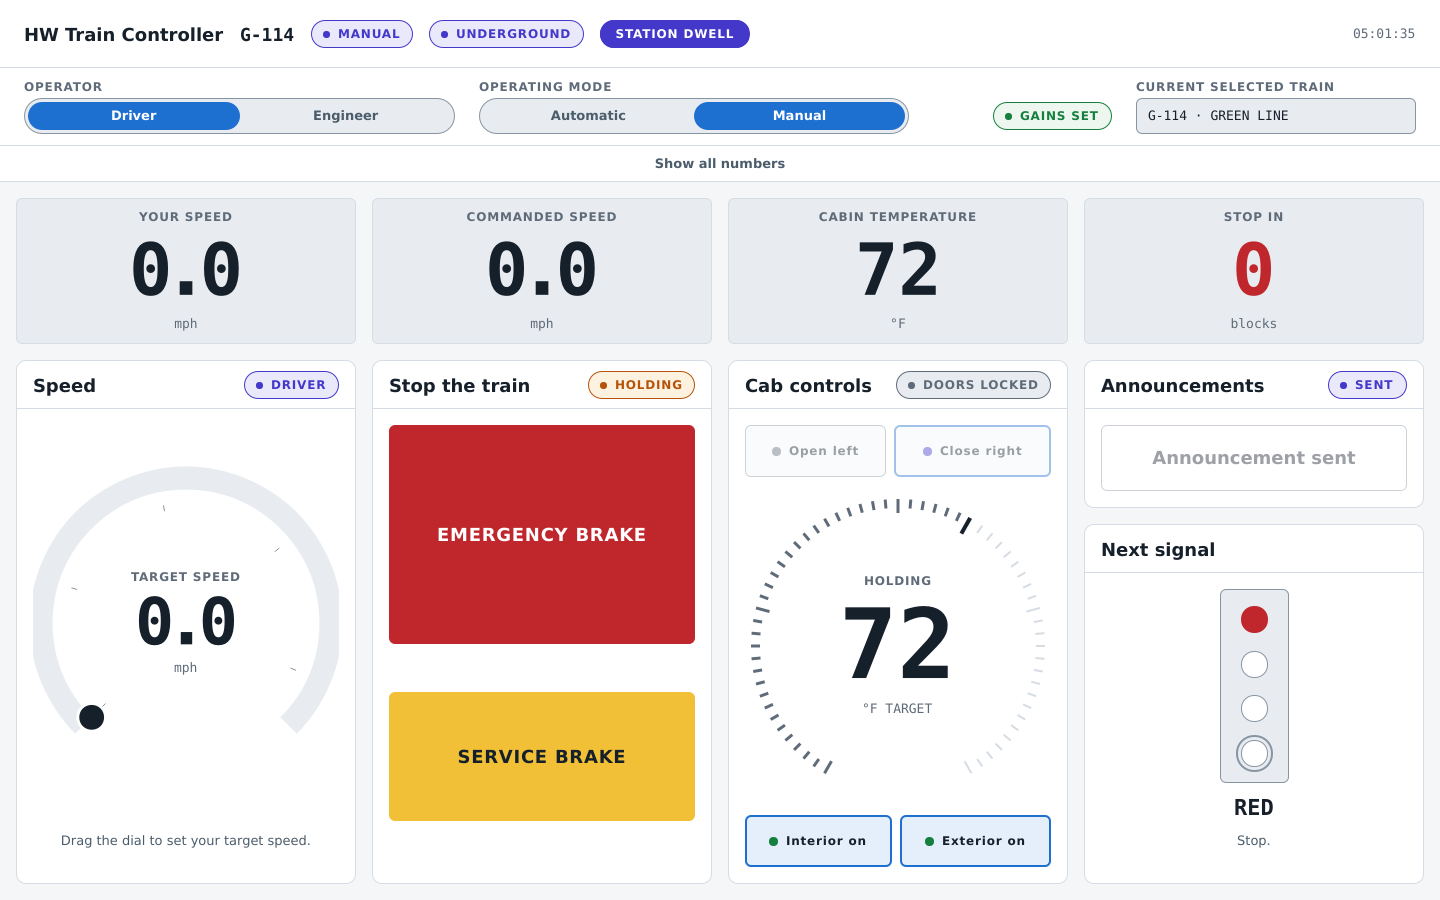 HW Train Controller G-114 MANUAL UNDERGROUND STATION DWELL 05:01:35
OPERATOR OPERATING MODE CURRENT SELECTED TRAIN
Driver Engineer Automatic Manual GAINS SET G-114 · GREEN LINE
Show all numbers
YOUR SPEED COMMANDED SPEED CABIN TEMPERATURE STOP IN
0.0 0.0 72 0
mph mph °F blocks
Speed DRIVER
TARGET SPEED
0.0
mph
Drag the dial to set your target speed.
Stop the train HOLDING
EMERGENCY BRAKE
SERVICE BRAKE
Cab controls DOORS LOCKED
Open left Close right
HOLDING
72
°F TARGET
Interior on Exterior on
Announcements SENT
Announcement sent
Next signal
RED
Stop.